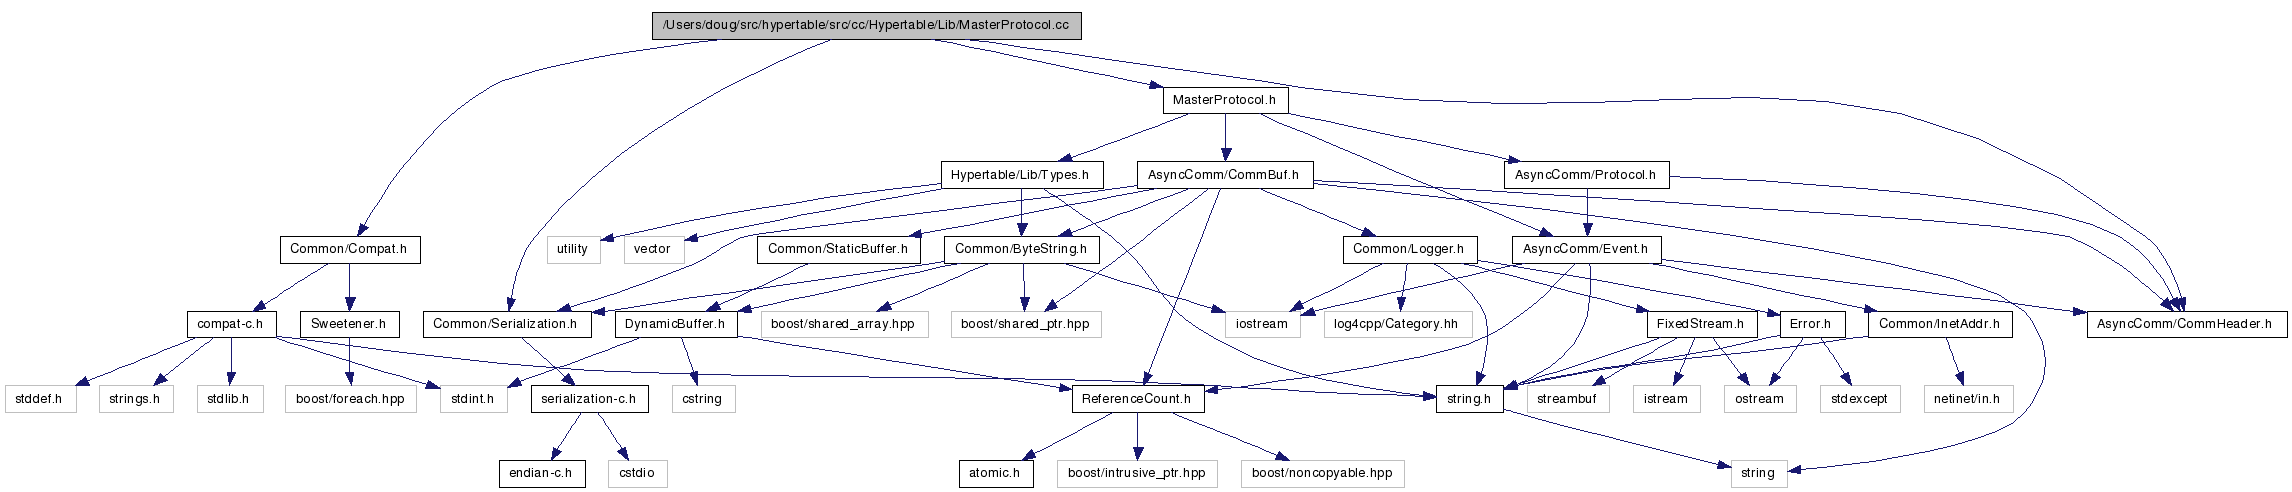 /Users/doug/src/hypertable/src/cc/Hypertable/Lib/MasterProtocol.cc
MasterProtocol.h
Hypertable/Lib/Types.h
AsyncComm/CommBuf.h
AsyncComm/Protocol.h
Common/Compat.h
utility
vector
Common/StaticBuffer.h
Common/ByteString.h
Common/Logger.h
AsyncComm/Event.h
compat-c.h
Sweetener.h
Common/Serialization.h
DynamicBuffer.h
boost/shared_array.hpp
boost/shared_ptr.hpp
iostream
log4cpp/Category.hh
FixedStream.h
Error.h
Common/InetAddr.h
AsyncComm/CommHeader.h
stddef.h
strings.h
stdlib.h
boost/foreach.hpp
stdint.h
serialization-c.h
cstring
ReferenceCount.h
string.h
streambuf
istream
ostream
stdexcept
netinet/in.h
endian-c.h
cstdio
atomic.h
boost/intrusive_ptr.hpp
boost/noncopyable.hpp
string